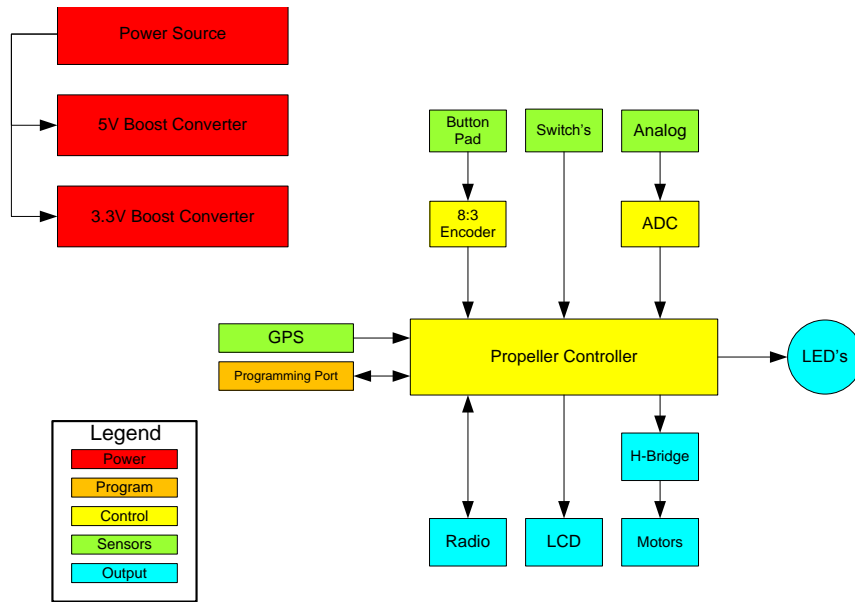 Power Source
5V Boost Converter
3.3V Boost Converter
Button
Pad
Switch's
Analog
8:3
Encoder
ADC
GPS
Programming Port
Propeller Controller
LED's
H-Bridge
Radio
LCD
Motors
Legend
Power
Program
Control
Sensors
Output